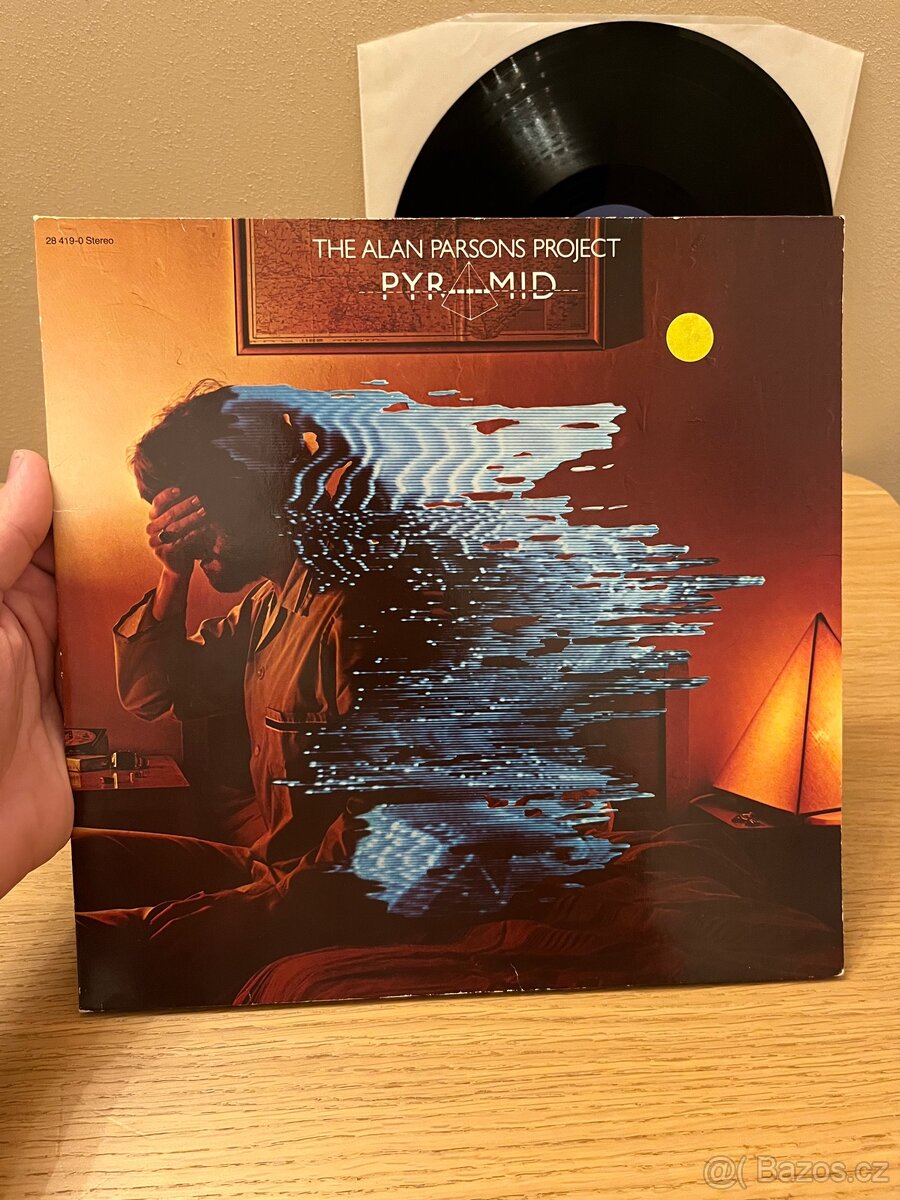 28 419-0 Stereo
THE ALAN PARSONS PROJECT
PYRAMID
@( Bazos.cz